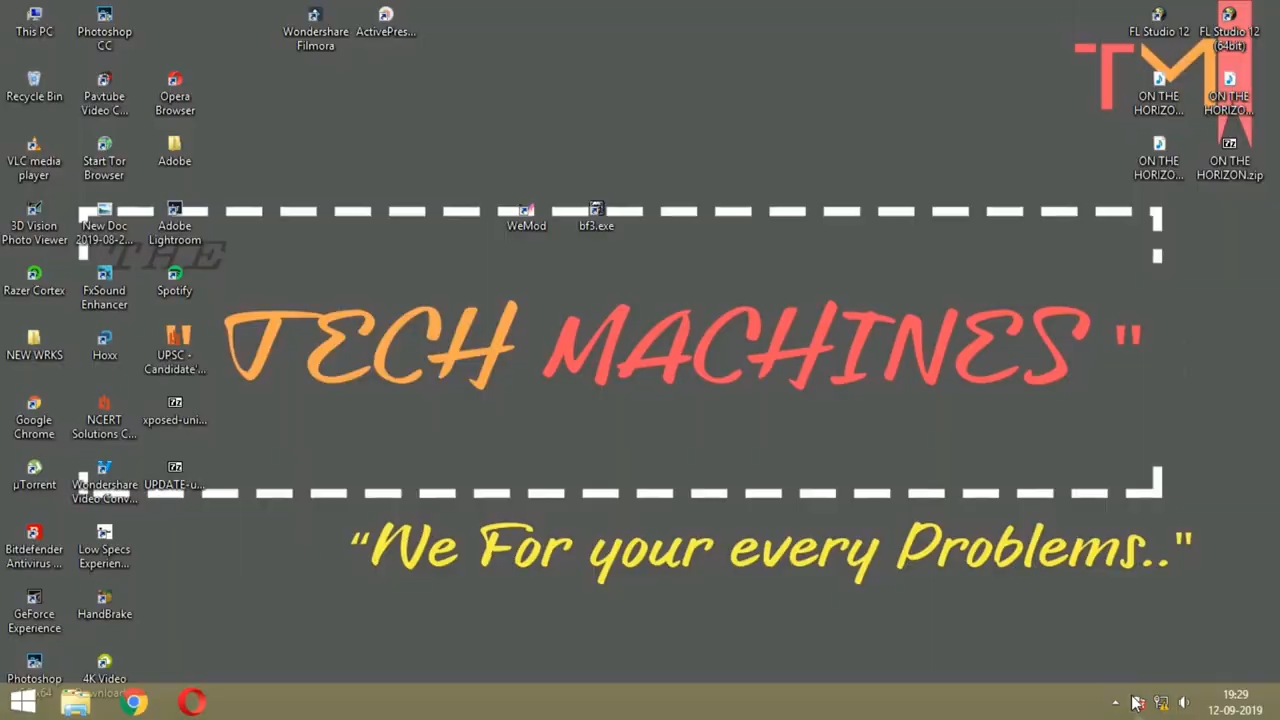 This PC
Photoshop
CC
Wondershare
Filmora
ActivePres...
FL Studio 12
FL Studio 12
(64bit)
TM
Recycle Bin
Pavtube
Video C...
Opera
Browser
ON THE
HORIZO...
ON THE
HORIZO...
VLC media
player
Start Tor
Browser
Adobe
ON THE
HORIZO...
ON THE
HORIZON.zip
3D Vision
Photo Viewer
New Doc
2019-08-2...
Adobe
Lightroom
WeMod
bf3.exe
THE
Razer Cortex
FxSound
Enhancer
Spotify
NEW WRKS
Hoxx
UPSC -
Candidate'...
" TECH MACHINES "
Google
Chrome
NCERT
Solutions C...
xposed-uni...
µTorrent
Wondershare
Video Conv...
UPDATE-u...
Bitdefender
Antivirus ...
Low Specs
Experien...
“We For your every Problems.."
GeForce
Experience
HandBrake
Photoshop
4K Video
19:29
12-09-2019